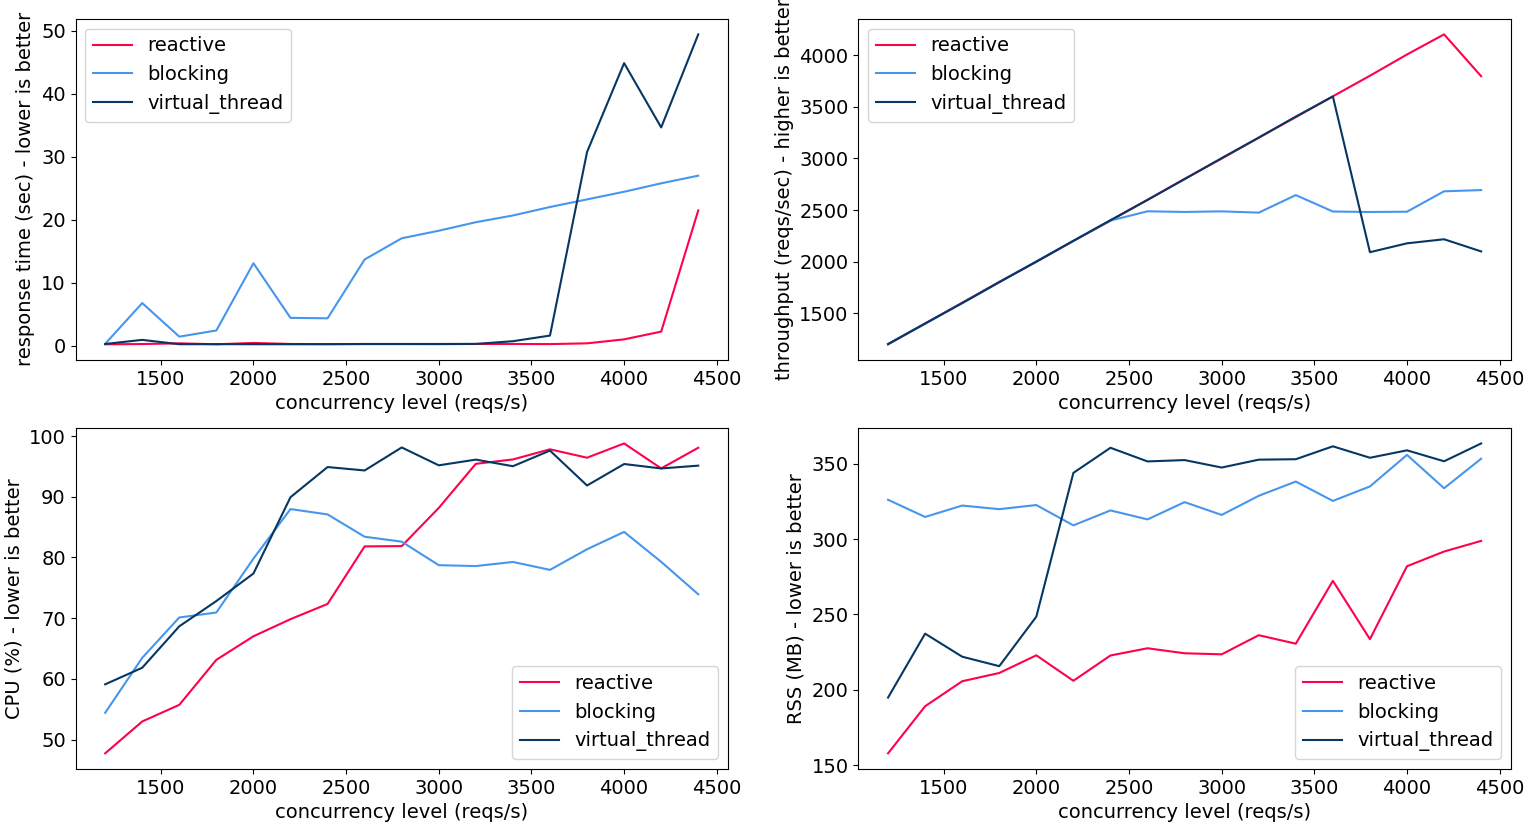 response time (sec) - lower is better
50
40
30
20
10
0
reactive
blocking
virtual_thread
1500 2000 2500 3000 3500 4000 4500
concurrency level (reqs/s)
throughput (reqs/sec) - higher is better
4000
3500
3000
2500
2000
1500
reactive
blocking
virtual_thread
1500 2000 2500 3000 3500 4000 4500
concurrency level (reqs/s)
CPU (%) - lower is better
100
90
80
70
60
50
reactive
blocking
virtual_thread
1500 2000 2500 3000 3500 4000 4500
concurrency level (reqs/s)
RSS (MB) - lower is better
350
300
250
200
150
reactive
blocking
virtual_thread
1500 2000 2500 3000 3500 4000 4500
concurrency level (reqs/s)